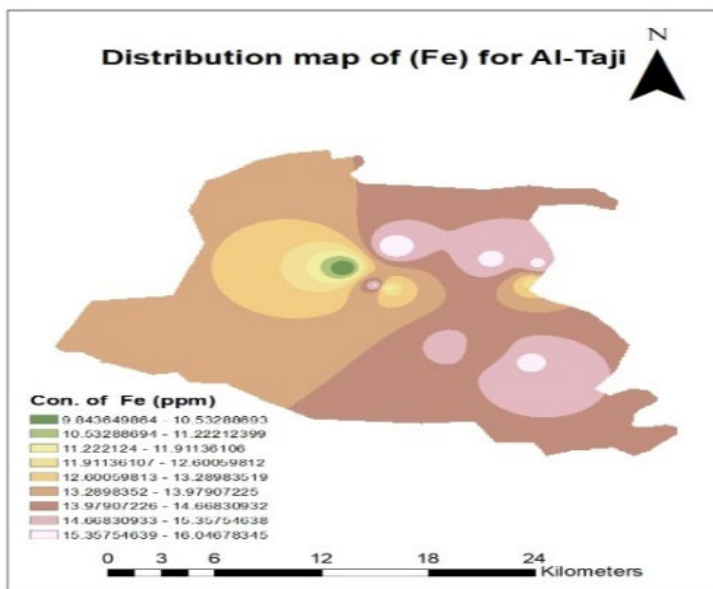 N
Distribution map of (Fe) for Al-Taji
Con. of Fe (ppm)
9.843649864 - 10.53288693
10.53288694 - 11.22212399
11.222124 - 11.91136106
11.91136107 - 12.60059812
12.60059813 - 13.28983519
13.2898352 - 13.97907225
13.97907226 - 14.66830932
14.66830933 - 15.35754638
15.35754639 - 16.04678345
0 3 6 12 18 24
Kilometers